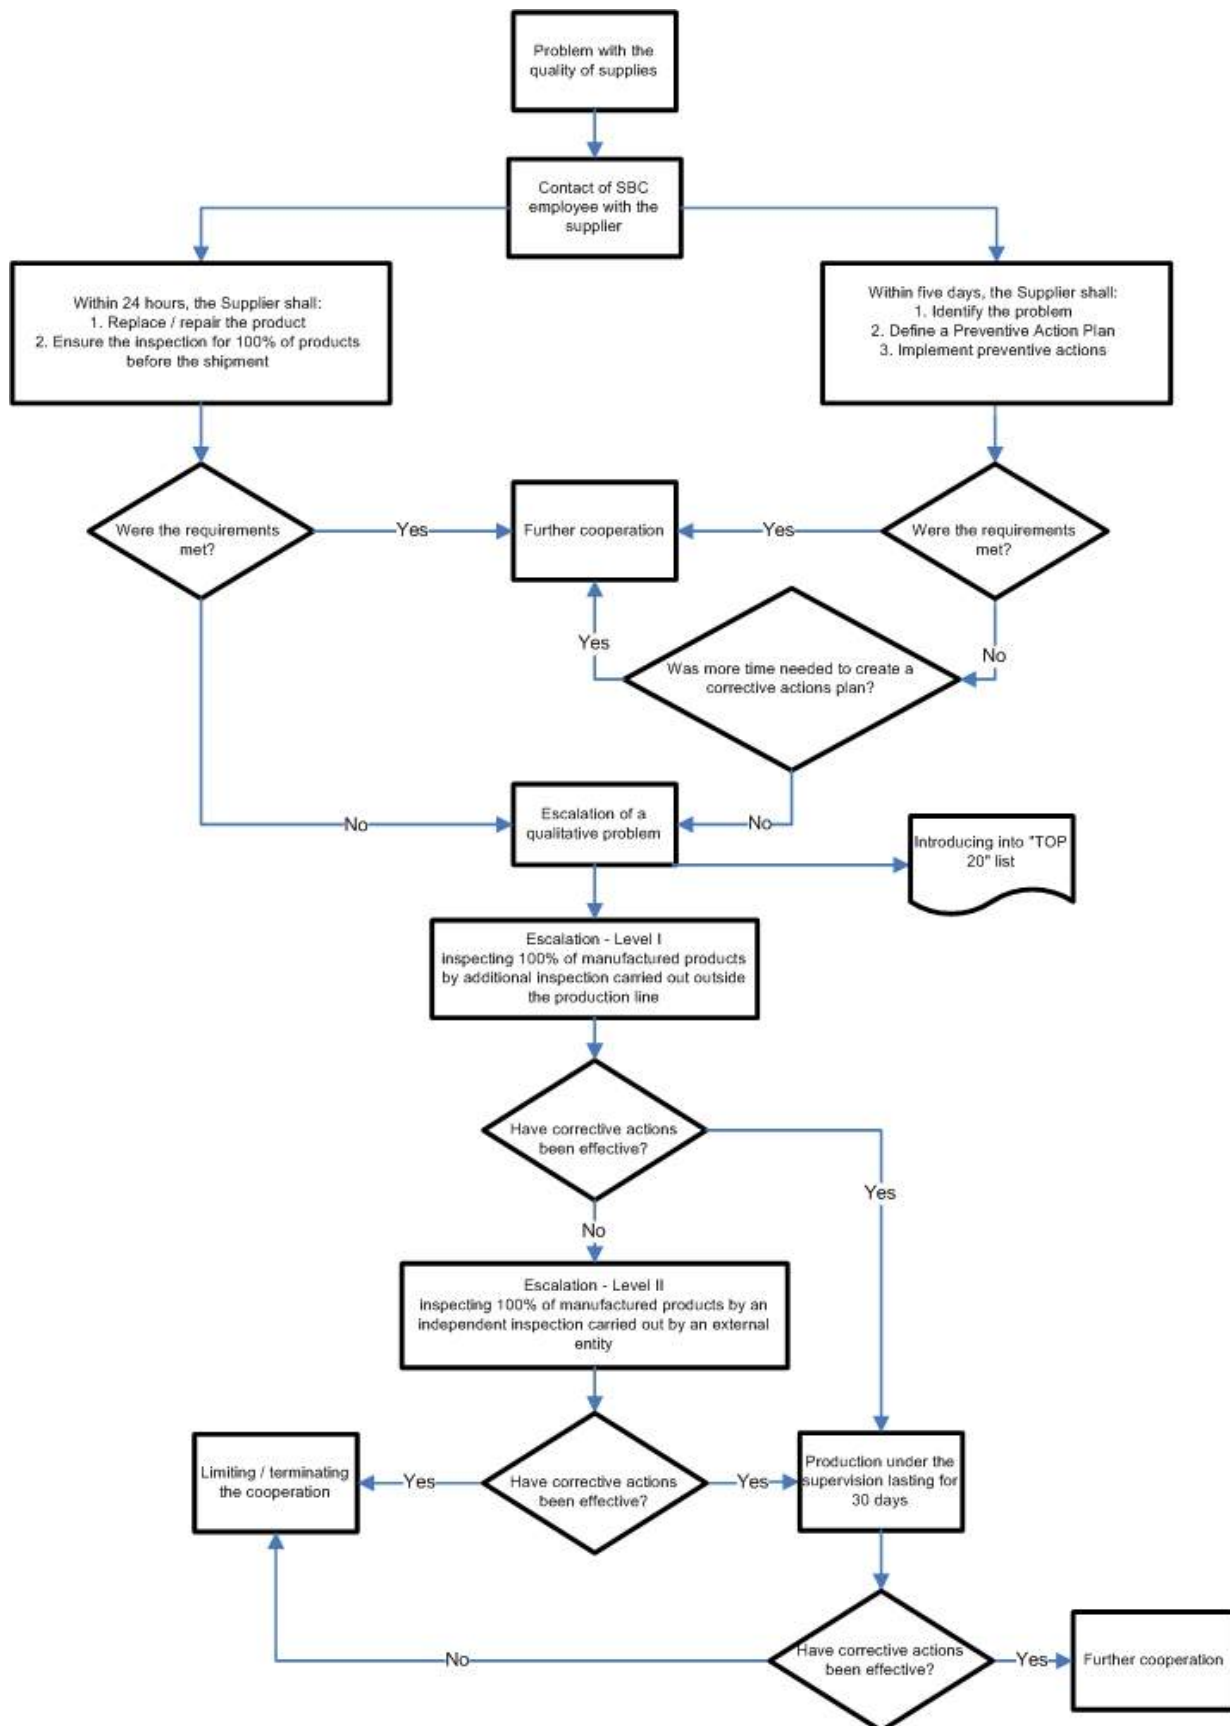 Problem with the
quality of supplies
Contact of SBC
employee with the
supplier
Within 24 hours, the Supplier shall:
1. Replace / repair the product
2. Ensure the inspection for 100% of products
before the shipment
Within five days, the Supplier shall:
1. Identify the problem
2. Define a Preventive Action Plan
3. Implement preventive actions
Were the requirements
met?
Yes
Further cooperation
Yes
Were the requirements
met?
Yes
Was more time needed to create a
corrective actions plan?
No
No
Escalation of a
qualitative problem
No
Introducing into "TOP
20" list
Escalation - Level I
inspecting 100% of manufactured products
by additional inspection carried out outside
the production line
Have corrective actions
been effective?
Yes
No
Escalation - Level II
inspecting 100% of manufactured products by an
independent inspection carried out by an external
entity
Limiting / terminating
the cooperation
Yes
Have corrective actions
been effective?
Yes
Production under the
supervision lasting for
30 days
No
Have corrective actions
been effective?
Yes
Further cooperation